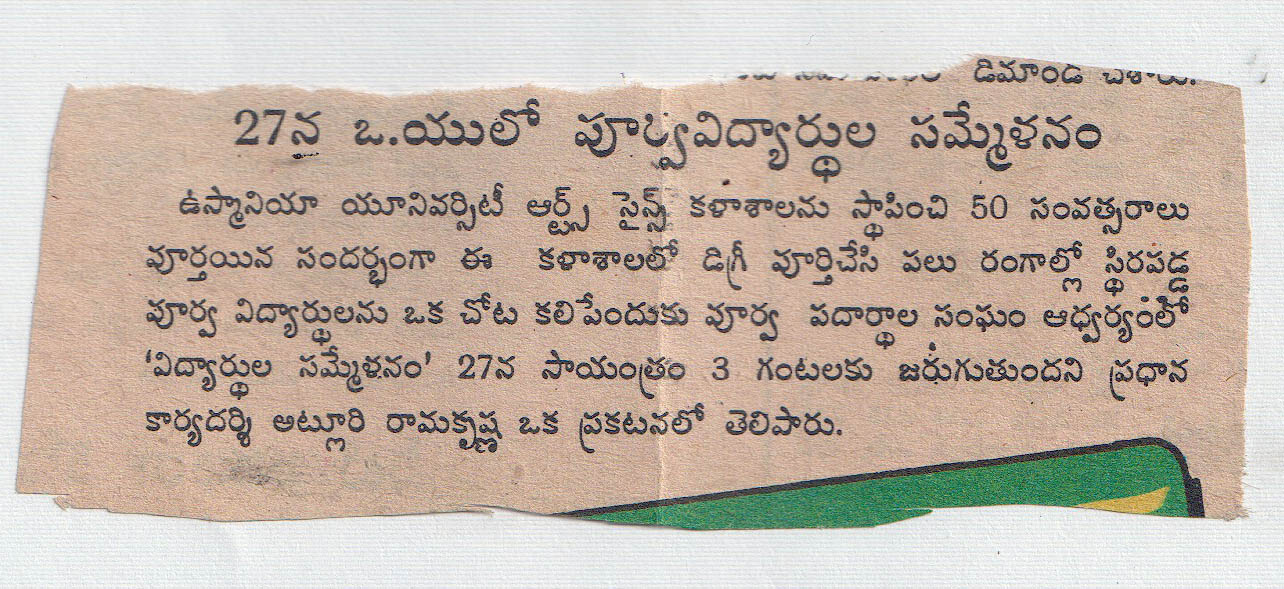 డిమాండ్ చేశారు.
27న ఒ.యులో పూర్వవిద్యార్థుల సమ్మేళనం
ఉస్మానియా యూనివర్సిటీ ఆర్ట్స్ సైన్స్ కళాశాలను స్థాపించి 50 సంవత్సరాలు
పూర్తయిన సందర్భంగా ఈ కళాశాలలో డిగ్రీ పూర్తిచేసి పలు రంగాల్లో స్థిరపడ్డ
పూర్వ విద్యార్థులను ఒక చోట కలిపేందుకు పూర్వ పదార్థాల సంఘం ఆధ్వర్యంలో
'విద్యార్థుల సమ్మేళనం' 27న సాయంత్రం 3 గంటలకు జరుగుతుందని ప్రధాన
కార్యదర్శి అట్లూరి రామకృష్ణ ఒక ప్రకటనలో తెలిపారు.